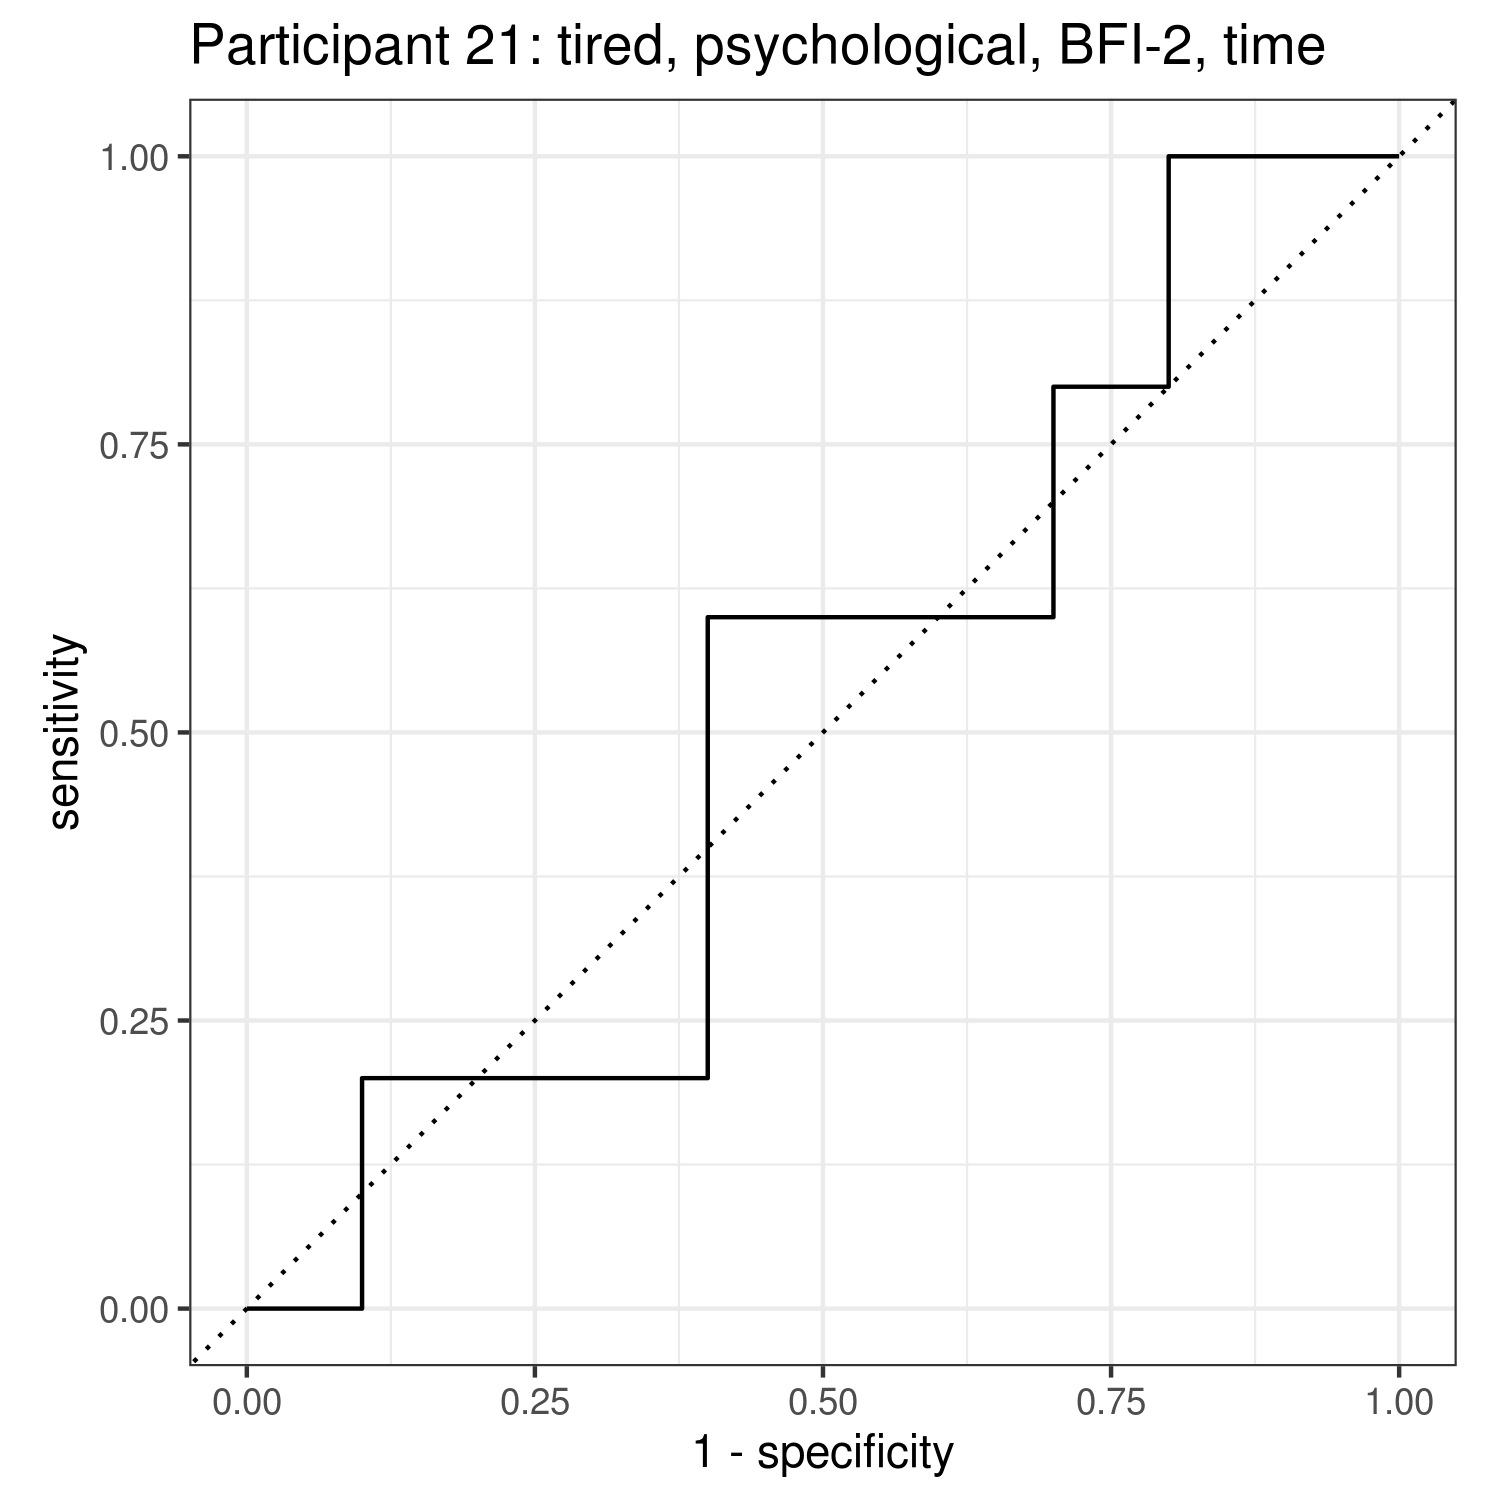 Participant 21: tired, psychological, BFI-2, time
1.00
0.75
0.50
0.25
0.00
sensitivity
0.00 0.25 0.50 0.75 1.00
1 - specificity